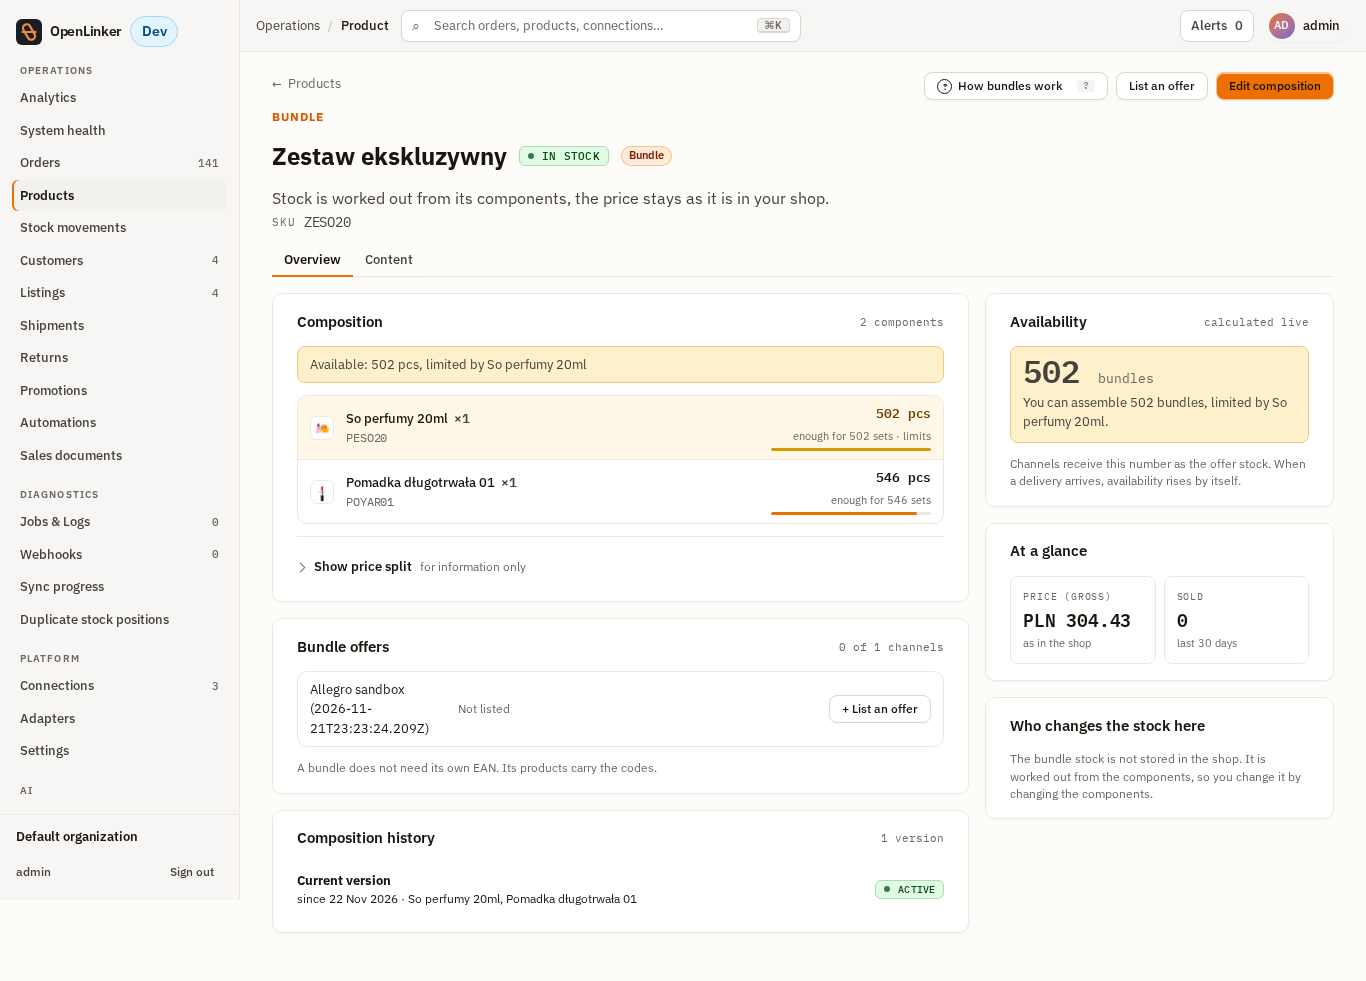 OpenLinker Dev
OPERATIONS
Analytics
System health
Orders 141
Products
Stock movements
Customers 4
Listings 4
Shipments
Returns
Promotions
Automations
Sales documents
DIAGNOSTICS
Jobs & Logs 0
Webhooks 0
Sync progress
Duplicate stock positions
PLATFORM
Connections 3
Adapters
Settings
AI
Default organization
admin Sign out
Operations / Product
Search orders, products, connections… ⌘K
Alerts 0
AD admin
← Products
? How bundles work ?
List an offer
Edit composition
BUNDLE
Zestaw ekskluzywny IN STOCK Bundle
Stock is worked out from its components, the price stays as it is in your shop.
SKU ZESO20
Overview Content
Composition 2 components
Available: 502 pcs, limited by So perfumy 20ml
So perfumy 20ml ×1 502 pcs
PESO20 enough for 502 sets · limits
Pomadka długotrwała 01 ×1 546 pcs
POYAR01 enough for 546 sets
Show price split for information only
Bundle offers 0 of 1 channels
Allegro sandbox
(2026-11-
21T23:23:24.209Z)
Not listed
+ List an offer
A bundle does not need its own EAN. Its products carry the codes.
Composition history 1 version
Current version
since 22 Nov 2026 · So perfumy 20ml, Pomadka długotrwała 01
ACTIVE
Availability calculated live
502 bundles
You can assemble 502 bundles, limited by So
perfumy 20ml.
Channels receive this number as the offer stock. When
a delivery arrives, availability rises by itself.
At a glance
PRICE (GROSS)
PLN 304.43
as in the shop
SOLD
0
last 30 days
Who changes the stock here
The bundle stock is not stored in the shop. It is
worked out from the components, so you change it by
changing the components.